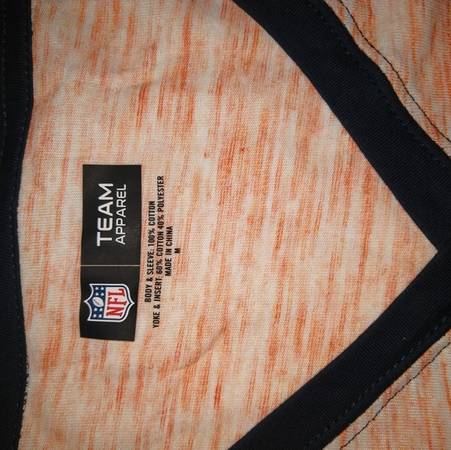 TEAM
APPAREL
NFL
BODY & SLEEVE: 100% COTTON
YOKE & INSERT: 60% COTTON 40% POLYESTER
MADE IN CHINA
M